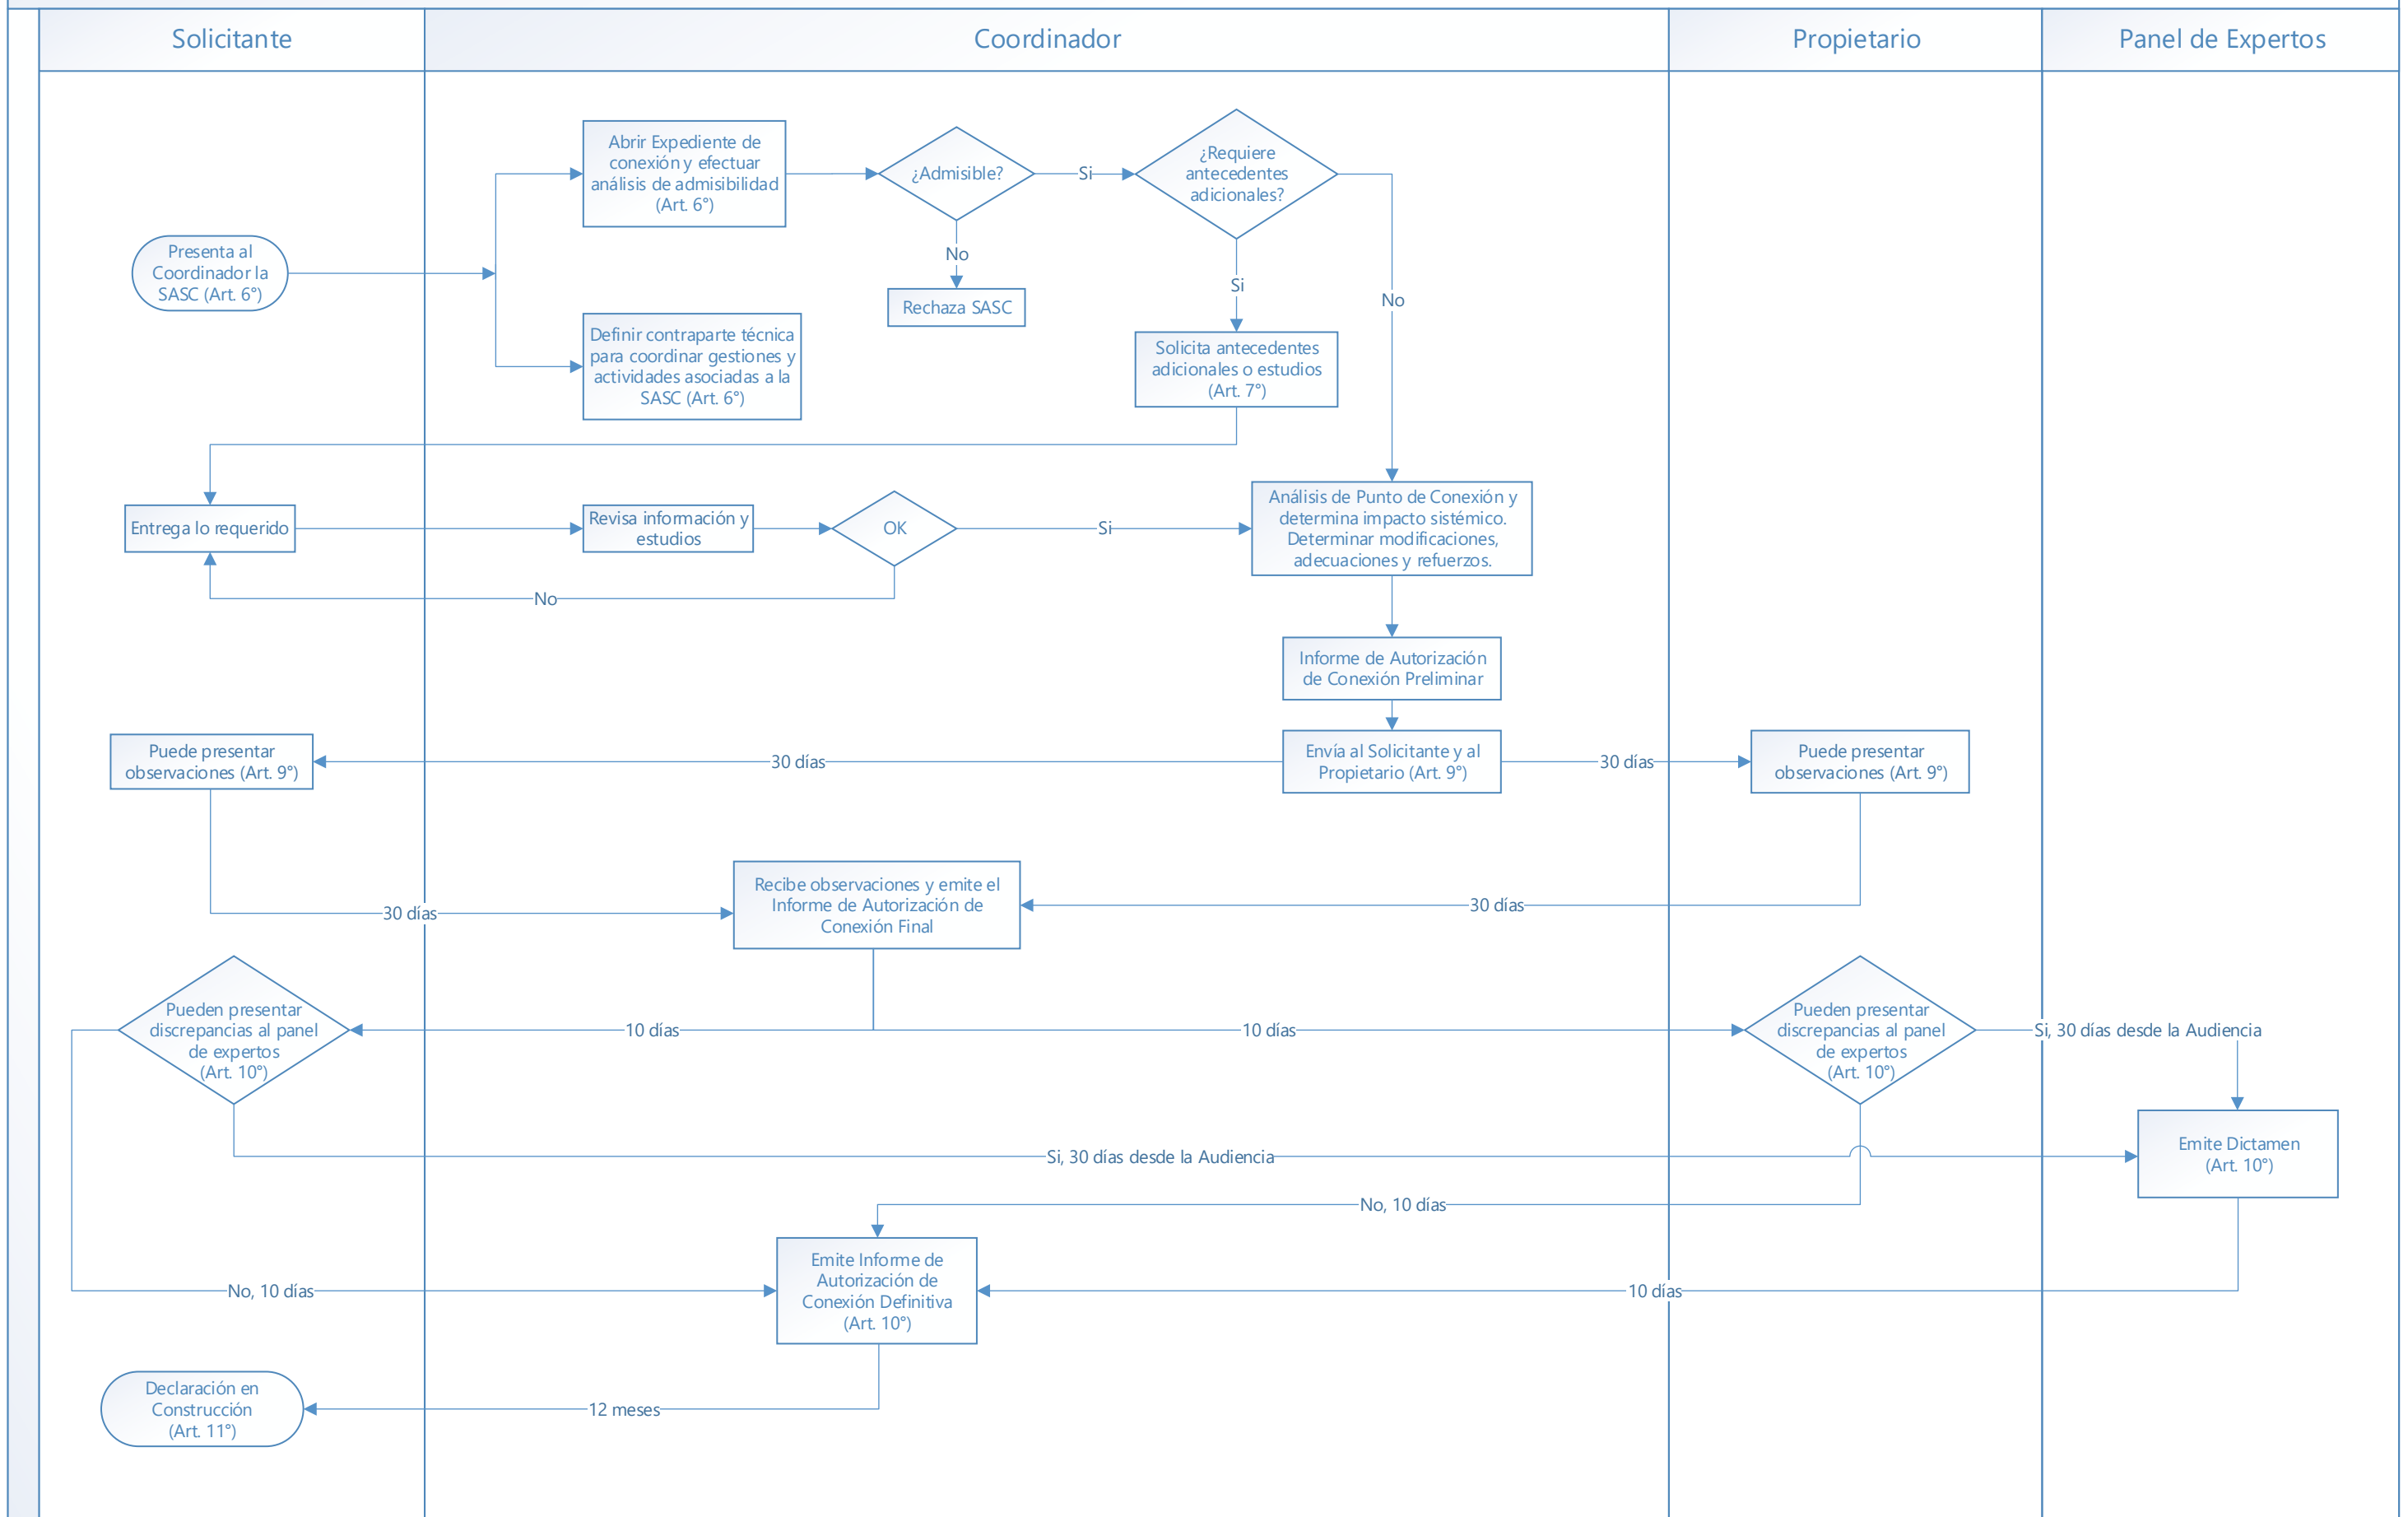 Solicitante
Coordinador
Propietario
Panel de Expertos
Abrir Expediente de
conexión y efectuar
análisis de admisibilidad
(Art. 6°)
¿Admisible?
Si
¿Requiere
antecedentes
adicionales?
No
Rechaza SASC
Presenta al
Coordinador la
SASC (Art. 6°)
Si
No
Definir contraparte técnica
para coordinar gestiones y
actividades asociadas a la
SASC (Art. 6°)
Solicita antecedentes
adicionales o estudios
(Art. 7°)
Entrega lo requerido
Revisa información y
estudios
OK
Si
Análisis de Punto de Conexión y
determina impacto sistémico.
Determinar modificaciones,
adecuaciones y refuerzos.
No
Informe de Autorización
de Conexión Preliminar
Puede presentar
observaciones (Art. 9°)
30 días
Envía al Solicitante y al
Propietario (Art. 9°)
30 días
Puede presentar
observaciones (Art. 9°)
30 días
Recibe observaciones y emite el
Informe de Autorización de
Conexión Final
30 días
Pueden presentar
discrepancias al panel
de expertos
(Art. 10°)
10 días
10 días
Pueden presentar
discrepancias al panel
de expertos
(Art. 10°)
Si, 30 días desde la Audiencia
Si, 30 días desde la Audiencia
Emite Dictamen
(Art. 10°)
No, 10 días
No, 10 días
Emite Informe de
Autorización de
Conexión Definitiva
(Art. 10°)
10 días
Declaración en
Construcción
(Art. 11°)
12 meses